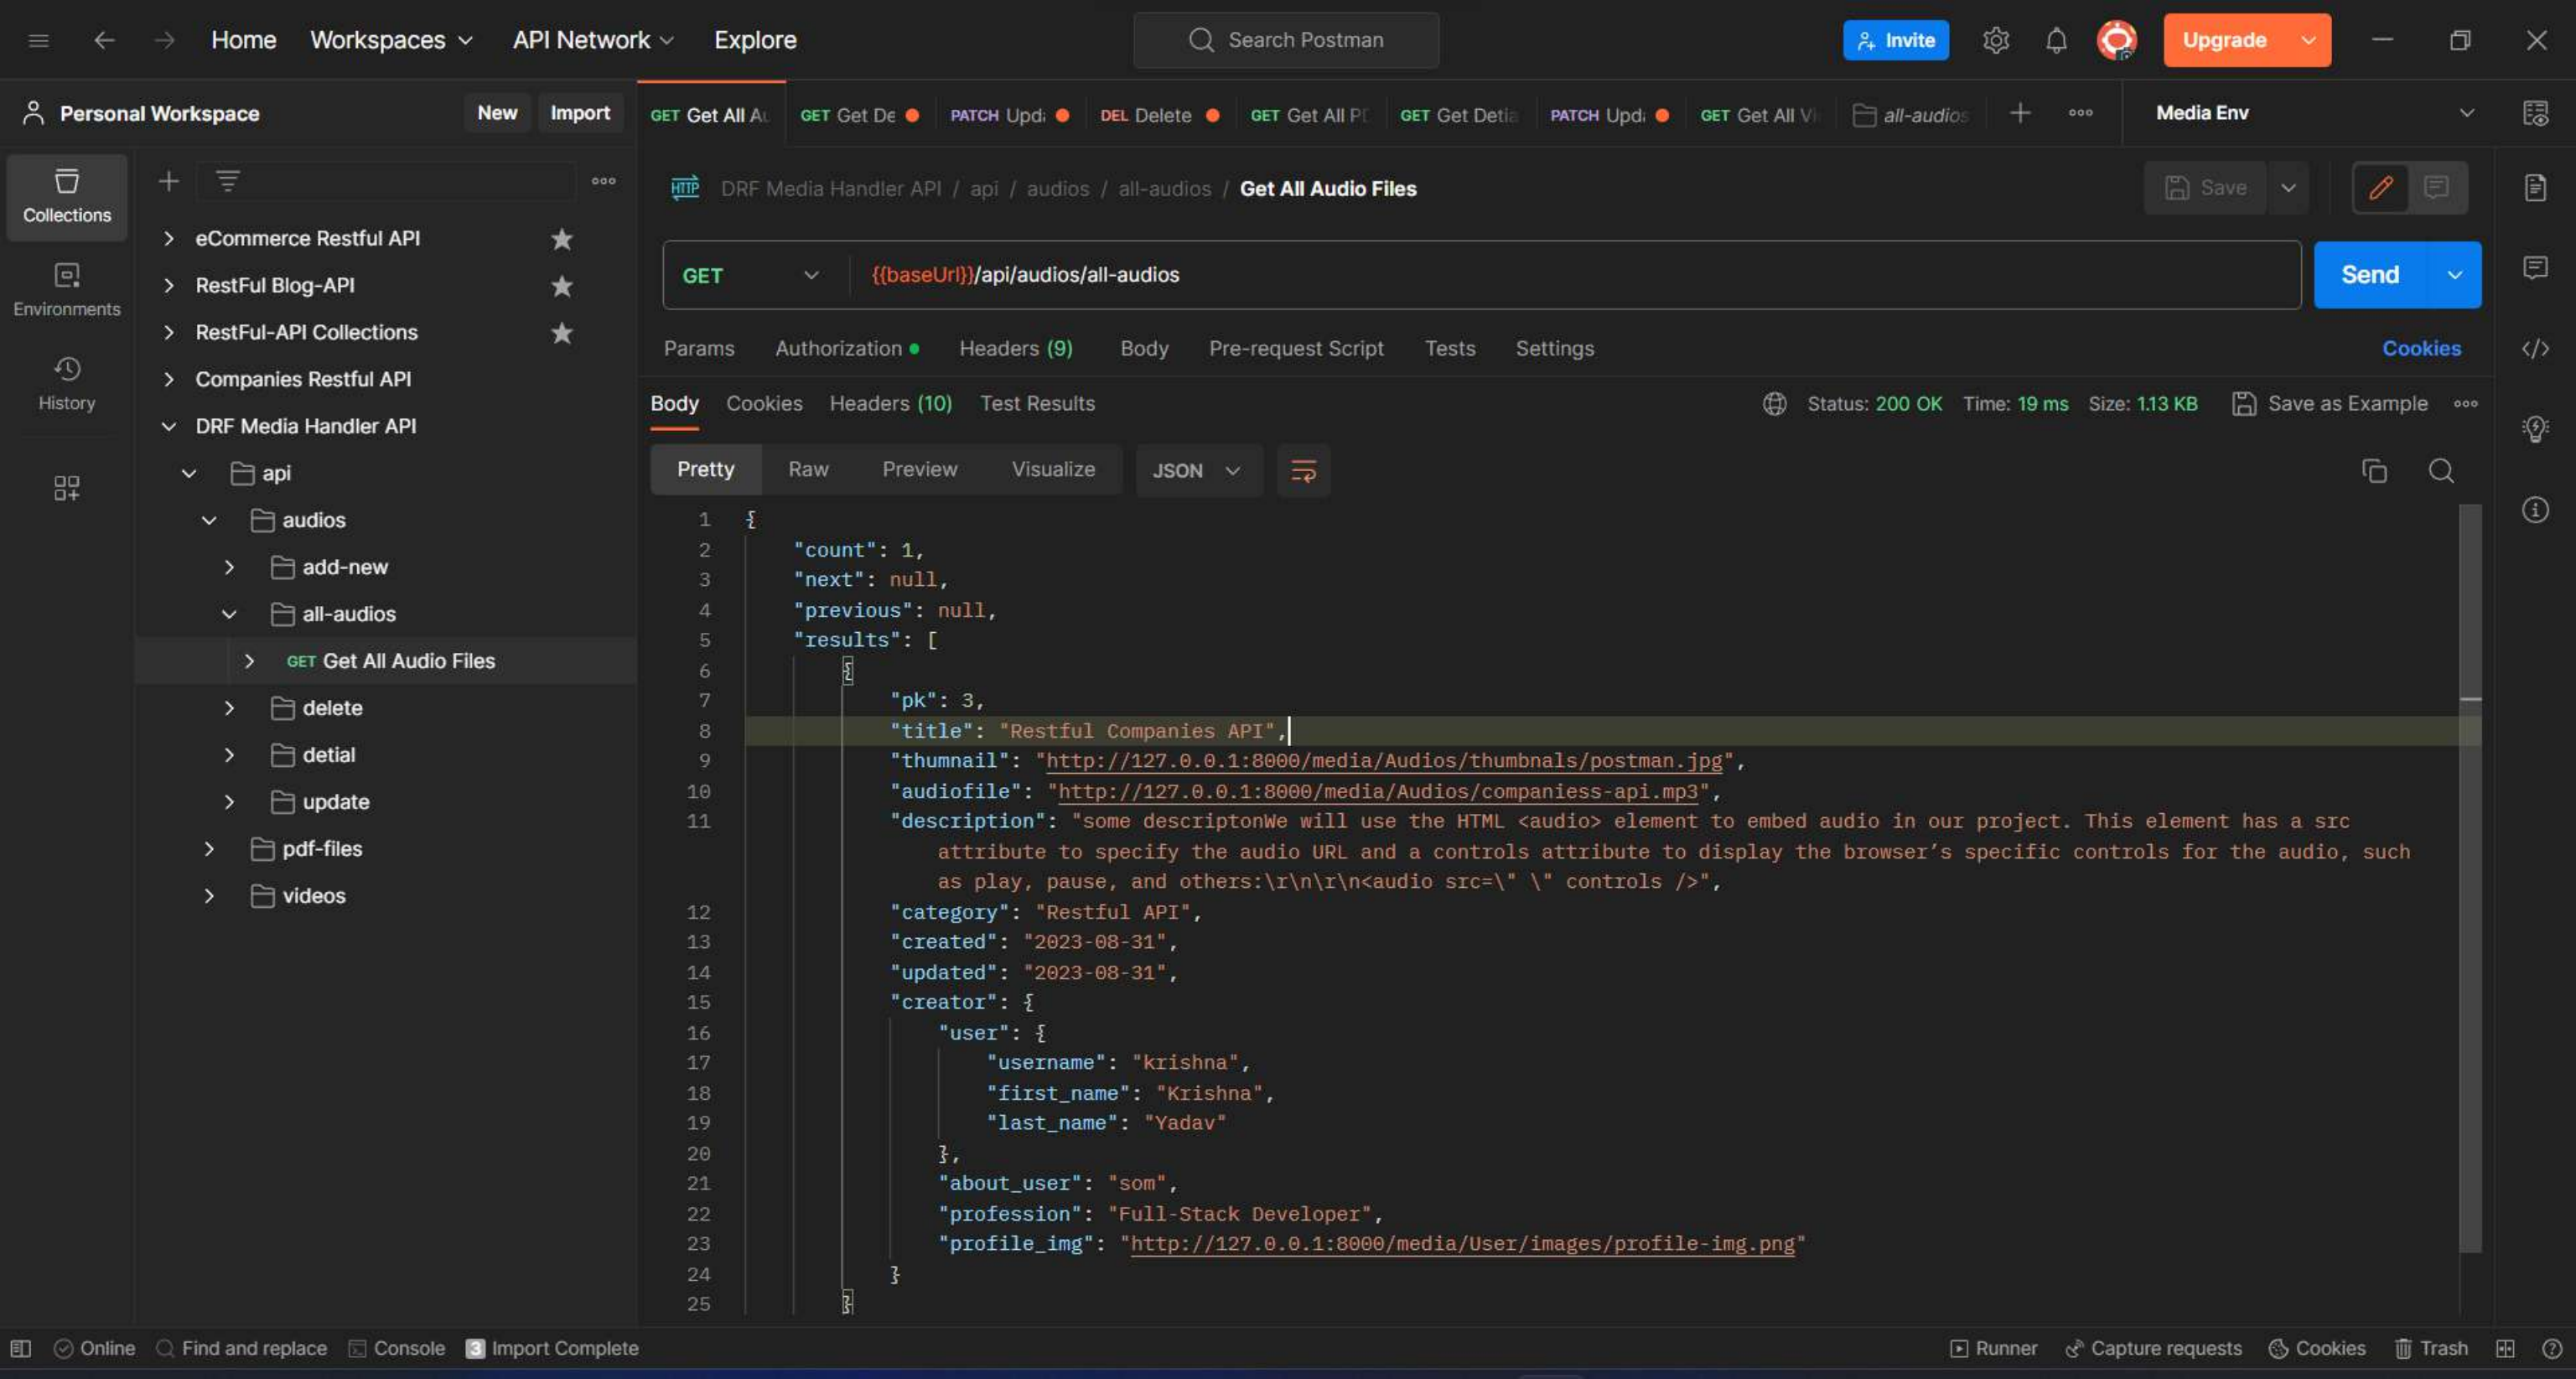 Home Workspaces API Network Explore Search Postman Invite Upgrade
Personal Workspace New Import
GET Get All Au GET Get De PATCH Upd DEL Delete GET Get All P GET Get Detia PATCH Upd GET Get All Vi all-audios Media Env
Collections
Environments
History
eCommerce Restful API
RestFul Blog-API
RestFul-API Collections
Companies Restful API
DRF Media Handler API
api
audios
add-new
all-audios
GET Get All Audio Files
delete
detial
update
pdf-files
videos
HTTP DRF Media Handler API / api / audios / all-audios / Get All Audio Files Save
GET {{baseUrl}}/api/audios/all-audios Send
Params Authorization Headers (9) Body Pre-request Script Tests Settings Cookies
Body Cookies Headers (10) Test Results Status: 200 OK Time: 19 ms Size: 1.13 KB Save as Example
Pretty Raw Preview Visualize JSON
1 {
2 "count": 1,
3 "next": null,
4 "previous": null,
5 "results": [
6 {
7 "pk": 3,
8 "title": "Restful Companies API",
9 "thumnail": "http://127.0.0.1:8000/media/Audios/thumbnals/postman.jpg",
10 "audiofile": "http://127.0.0.1:8000/media/Audios/companiess-api.mp3",
11 "description": "some descriptonWe will use the HTML <audio> element to embed audio in our project. This element has a src
attribute to specify the audio URL and a controls attribute to display the browser’s specific controls for the audio, such
as play, pause, and others:\r\n\r\n<audio src=\" \" controls />",
12 "category": "Restful API",
13 "created": "2023-08-31",
14 "updated": "2023-08-31",
15 "creator": {
16 "user": {
17 "username": "krishna",
18 "first_name": "Krishna",
19 "last_name": "Yadav"
20 },
21 "about_user": "som",
22 "profession": "Full-Stack Developer",
23 "profile_img": "http://127.0.0.1:8000/media/User/images/profile-img.png"
24 }
25 }
Online Find and replace Console 3 Import Complete Runner Capture requests Cookies Trash